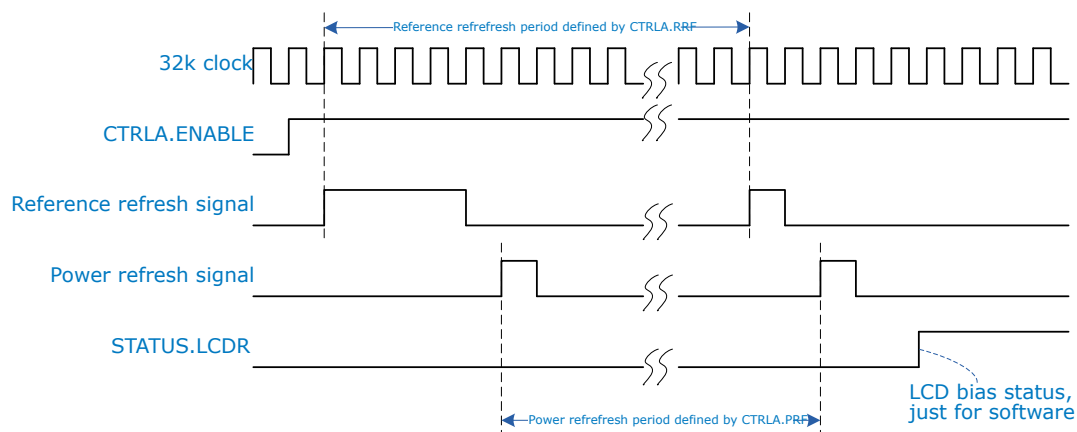 Reference refrefresh period defined by CTRLA.RRF
32k clock
CTRLA.ENABLE
Reference refresh signal
Power refresh signal
STATUS.LCDR
LCD bias status,
just for software
Power refrefresh period defined by CTRLA.PRF